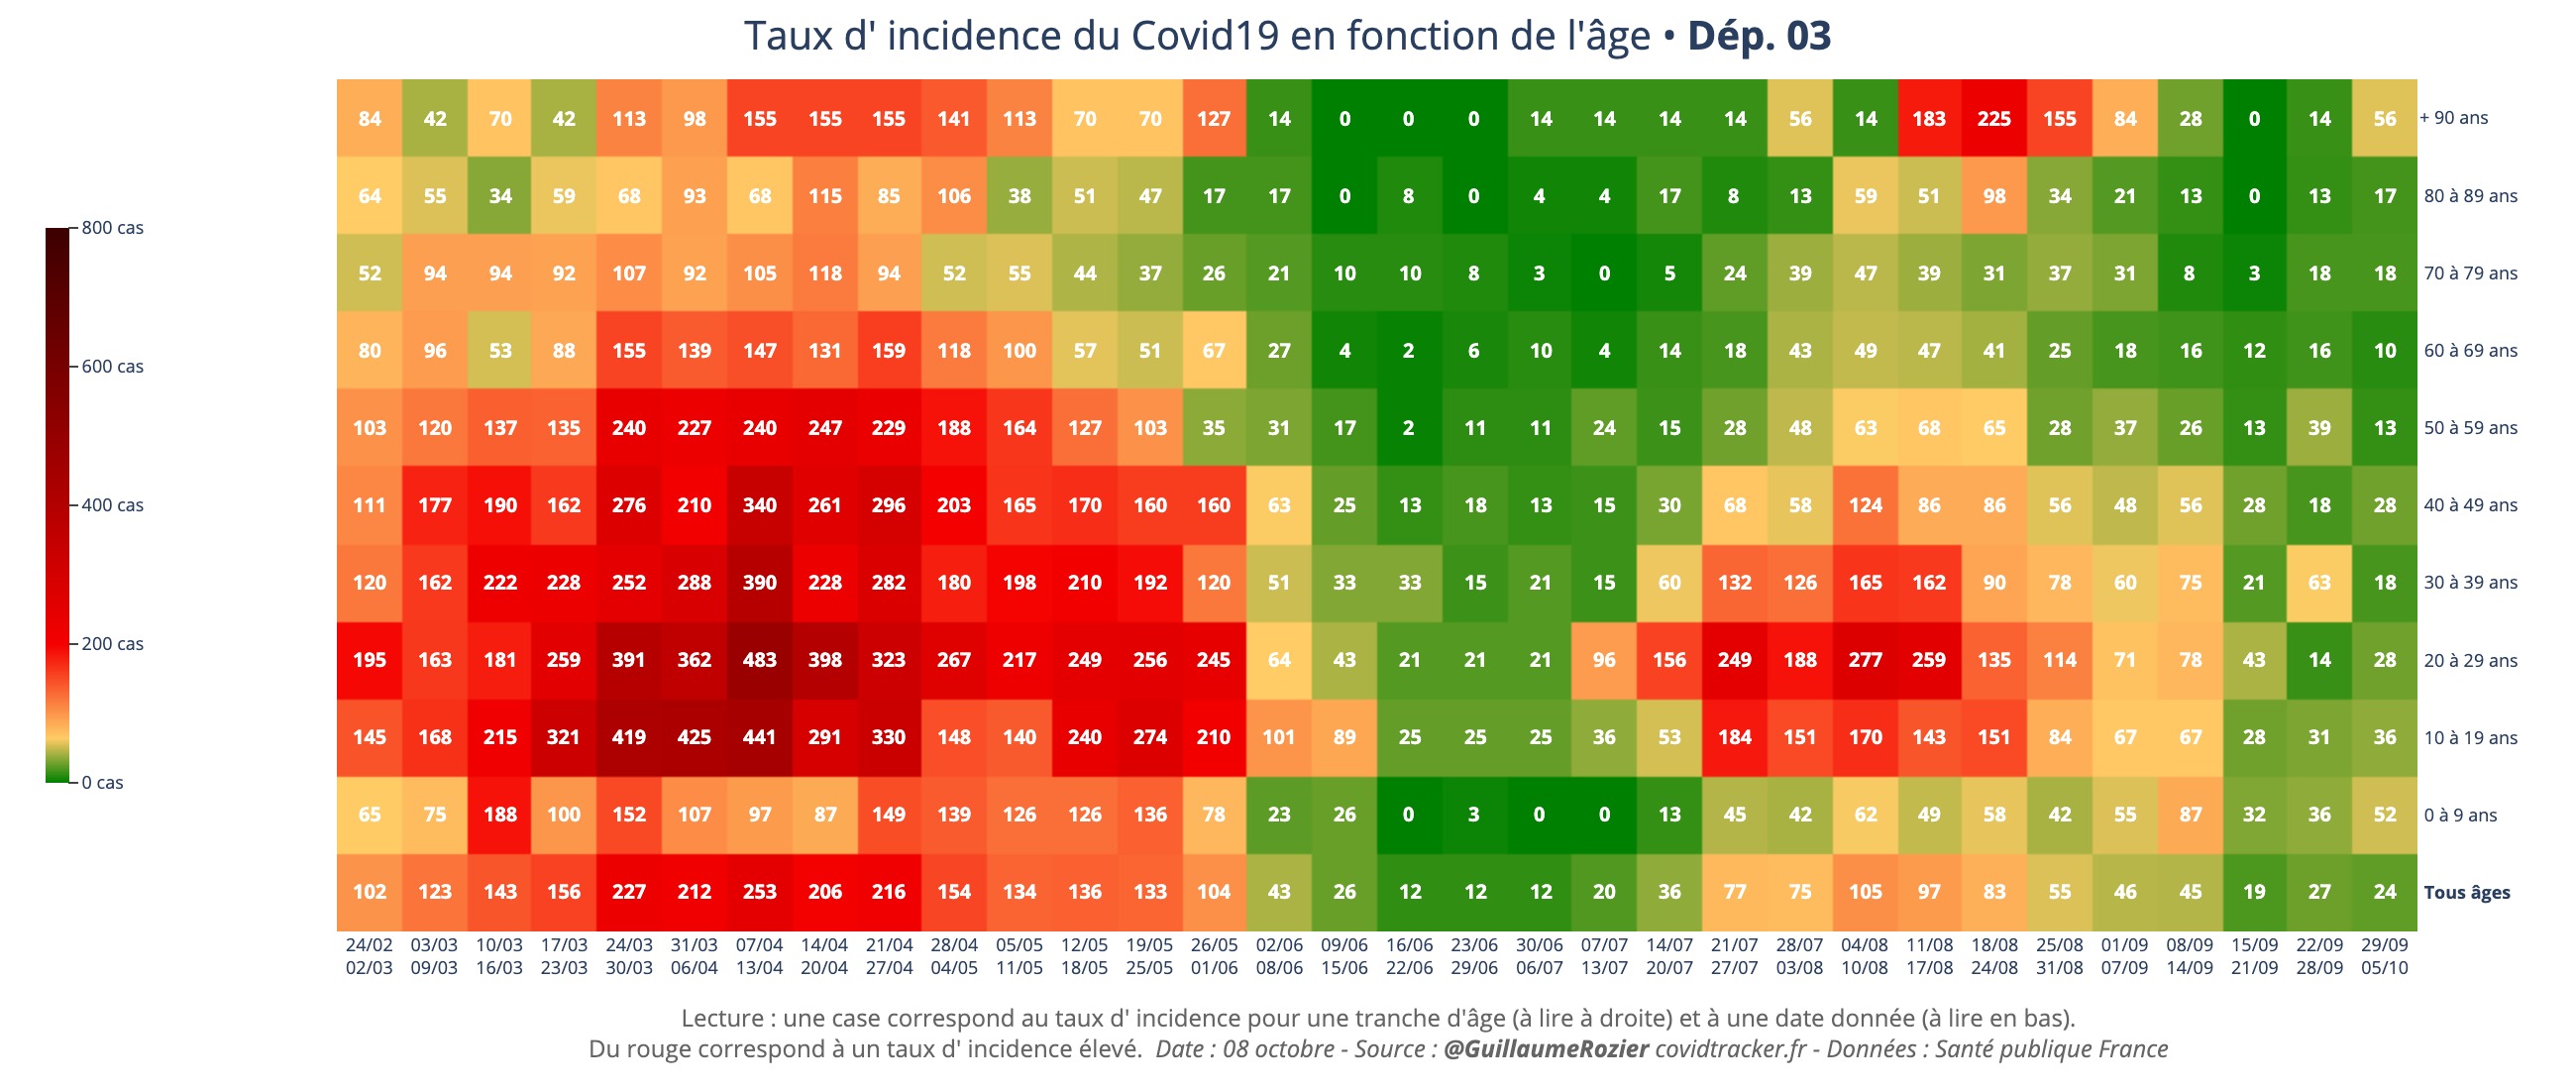 Taux d' incidence du Covid19 en fonction de l'âge • Dép. 03
84 42 70 42 113 98 155 155 155 141 113 70 70 127 14 0 0 0 14 14 14 14 56 14 183 225 155 84 28 0 14 56 + 90 ans
64 55 34 59 68 93 68 115 85 106 38 51 47 17 17 0 8 0 4 4 17 8 13 59 51 98 34 21 13 0 13 17 80 à 89 ans
800 cas
52 94 94 92 107 92 105 118 94 52 55 44 37 26 21 10 10 8 3 0 5 24 39 47 39 31 37 31 8 3 18 18 70 à 79 ans
80 96 53 88 155 139 147 131 159 118 100 57 51 67 27 4 2 6 10 4 14 18 43 49 47 41 25 18 16 12 16 10 60 à 69 ans
600 cas
103 120 137 135 240 227 240 247 229 188 164 127 103 35 31 17 2 11 11 24 15 28 48 63 68 65 28 37 26 13 39 13 50 à 59 ans
400 cas
111 177 190 162 276 210 340 261 296 203 165 170 160 160 63 25 13 18 13 15 30 68 58 124 86 86 56 48 56 28 18 28 40 à 49 ans
120 162 222 228 252 288 390 228 282 180 198 210 192 120 51 33 33 15 21 15 60 132 126 165 162 90 78 60 75 21 63 18 30 à 39 ans
200 cas
195 163 181 259 391 362 483 398 323 267 217 249 256 245 64 43 21 21 21 96 156 249 188 277 259 135 114 71 78 43 14 28 20 à 29 ans
145 168 215 321 419 425 441 291 330 148 140 240 274 210 101 89 25 25 25 36 53 184 151 170 143 151 84 67 67 28 31 36 10 à 19 ans
0 cas
65 75 188 100 152 107 97 87 149 139 126 126 136 78 23 26 0 3 0 0 13 45 42 62 49 58 42 55 87 32 36 52 0 à 9 ans
102 123 143 156 227 212 253 206 216 154 134 136 133 104 43 26 12 12 12 20 36 77 75 105 97 83 55 46 45 19 27 24 Tous âges
24/02 03/03 10/03 17/03 24/03 31/03 07/04 14/04 21/04 28/04 05/05 12/05 19/05 26/05 02/06 09/06 16/06 23/06 30/06 07/07 14/07 21/07 28/07 04/08 11/08 18/08 25/08 01/09 08/09 15/09 22/09 29/09
02/03 09/03 16/03 23/03 30/03 06/04 13/04 20/04 27/04 04/05 11/05 18/05 25/05 01/06 08/06 15/06 22/06 29/06 06/07 13/07 20/07 27/07 03/08 10/08 17/08 24/08 31/08 07/09 14/09 21/09 28/09 05/10
Lecture : une case correspond au taux d' incidence pour une tranche d'âge (à lire à droite) et à une date donnée (à lire en bas).
Du rouge correspond à un taux d' incidence élevé. Date : 08 octobre - Source : @GuillaumeRozier covidtracker.fr - Données : Santé publique France